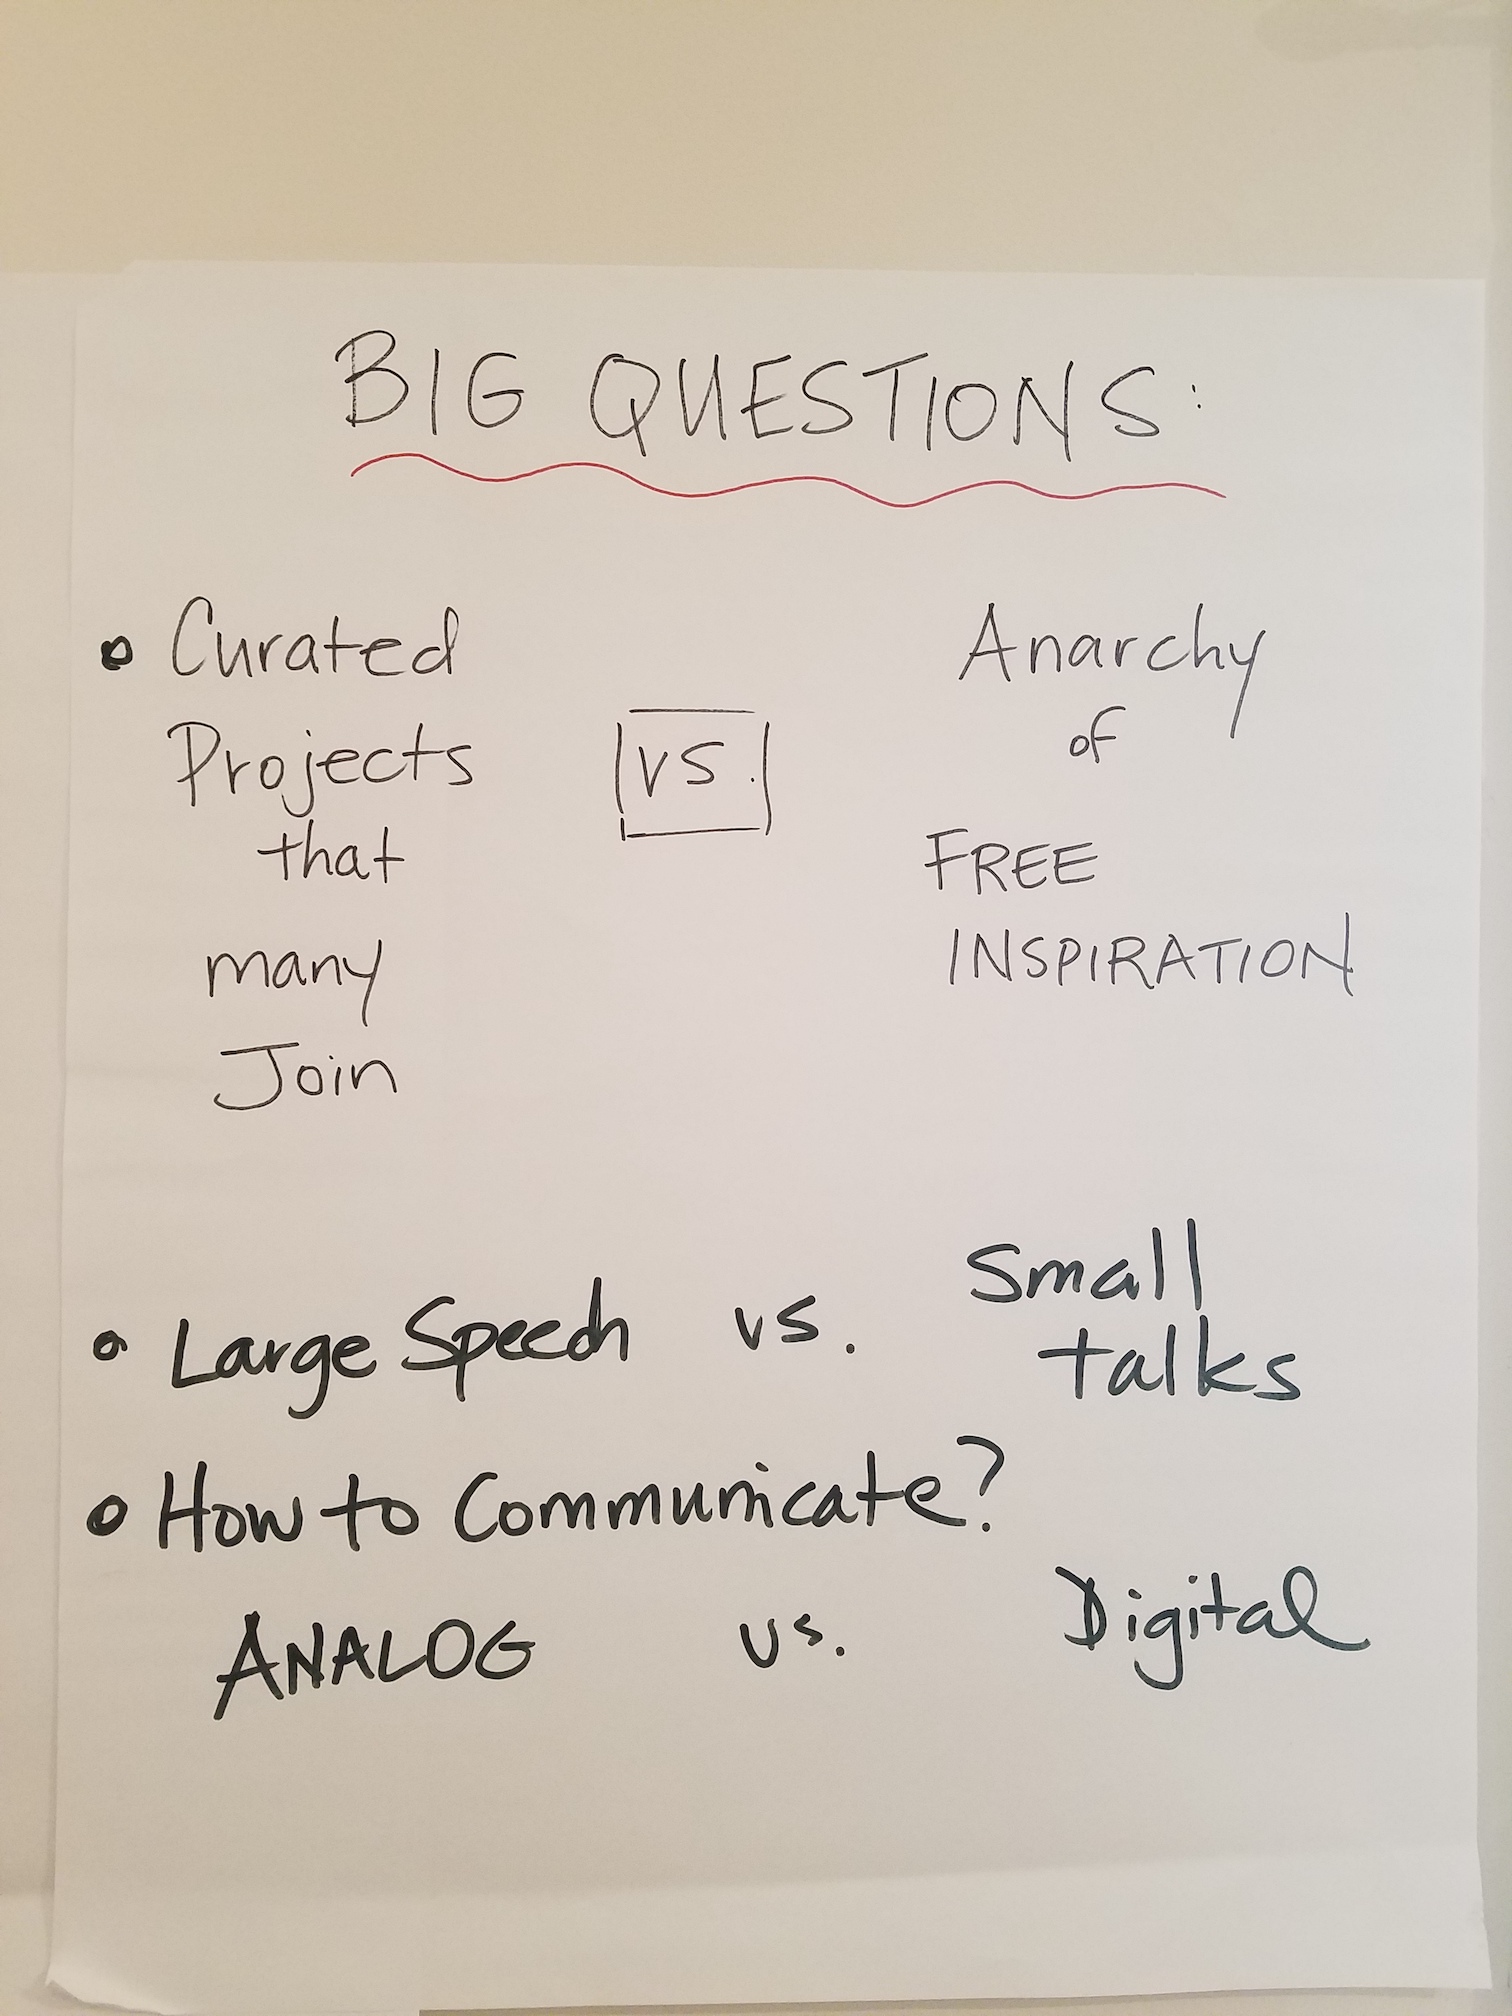 BIG QUESTIONS:
• Curated
Projects
that
many
Join
vs.
Anarchy
of
FREE
INSPIRATION
• Large Speech vs. Small
talks
• How to Communicate?
ANALOG vs. Digital